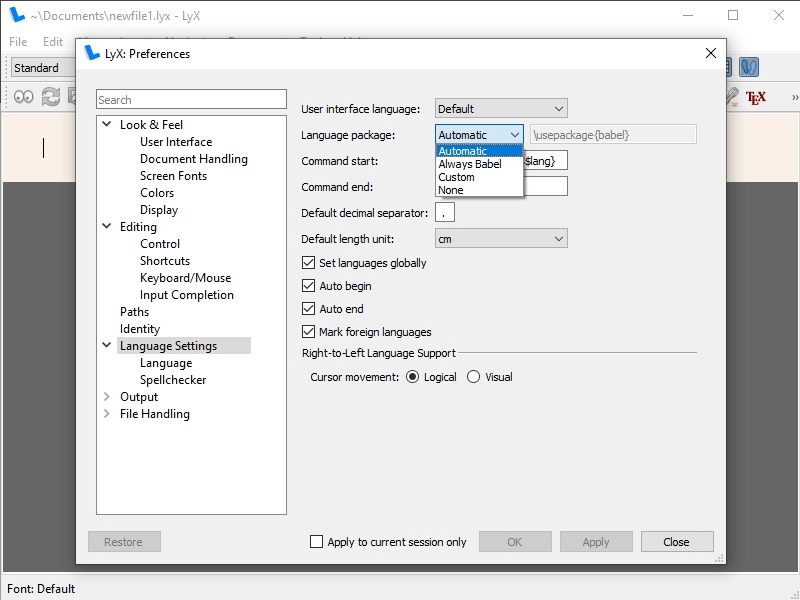 ~\Documents\newfile1.lyx - LyX
File Edit
Standard
LyX: Preferences
Search
Look & Feel
User Interface
Document Handling
Screen Fonts
Colors
Display
Editing
Control
Shortcuts
Keyboard/Mouse
Input Completion
Paths
Identity
Language Settings
Language
Spellchecker
Output
File Handling
User interface language: Default
Language package: Automatic \usepackage{babel}
Automatic
Always Babel
Custom
None
Command start: $lang}
Command end:
Default decimal separator: .
Default length unit: cm
Set languages globally
Auto begin
Auto end
Mark foreign languages
Right-to-Left Language Support
Cursor movement: Logical Visual
Restore Apply to current session only OK Apply Close
TEX
Font: Default